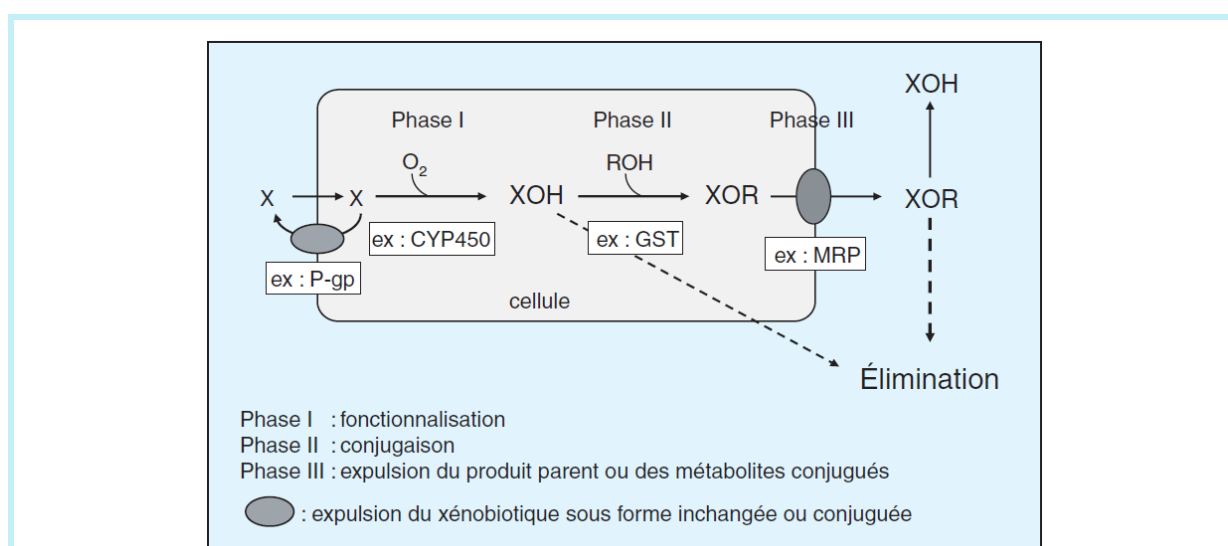 Phase I Phase II Phase III XOH
O2 ROH
X X XOH XOR XOR
ex : CYP450 ex : GST ex : MRP
ex : P-gp
cellule
Élimination
Phase I : fonctionnalisation
Phase II : conjugaison
Phase III : expulsion du produit parent ou des métabolites conjugués
: expulsion du xénobiotique sous forme inchangée ou conjuguée